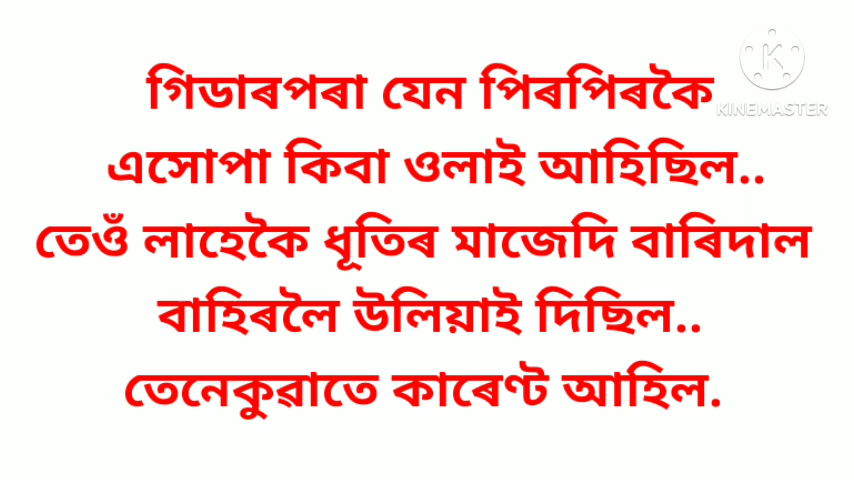 গিডাৰপৰা যেন পিৰপিৰকৈ
এসোপা কিবা ওলাই আহিছিল..
তেওঁ লাহেকৈ ধূতিৰ মাজেদি বাৰিদাল
বাহিৰলৈ উলিয়াই দিছিল..
তেনেকুৱাতে কাৰেণ্ট আহিল.
KINEMASTER